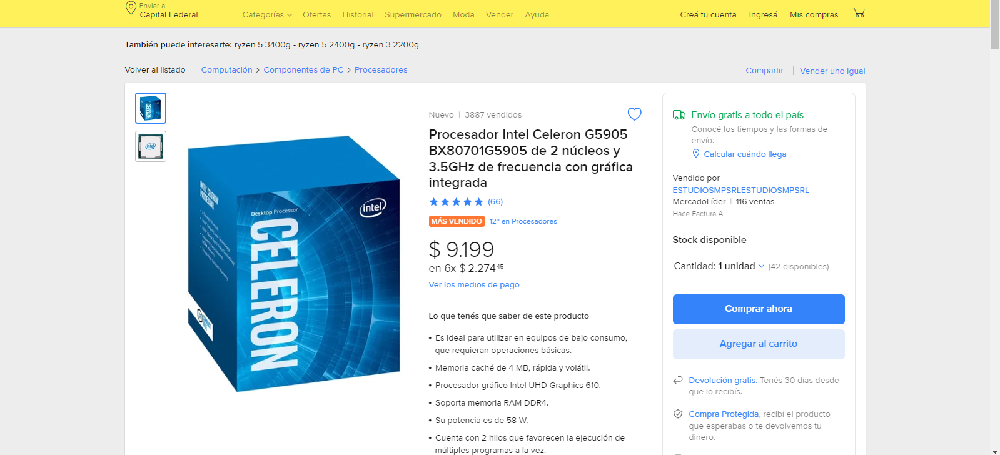 Enviar a
Capital Federal
Categorías
Ofertas
Historial
Supermercado
Moda
Vender
Ayuda
Creá tu cuenta
Ingresá
Mis compras
También puede interesarte: ryzen 5 3400g - ryzen 5 2400g - ryzen 3 2200g
Volver al listado | Computación > Componentes de PC > Procesadores
Compartir | Vender uno igual
CELERON
intel
Desktop Processor
CELERON
intel
INTEL CELERON
PROCESSOR
Nuevo | 3887 vendidos
Procesador Intel Celeron G5905
BX80701G5905 de 2 núcleos y
3.5GHz de frecuencia con gráfica
integrada
(66)
MÁS VENDIDO 12º en Procesadores
$ 9.199
en 6x $ 2.274 45
Ver los medios de pago
Lo que tenés que saber de este producto
• Es ideal para utilizar en equipos de bajo consumo,
que requieran operaciones básicas.
• Memoria caché de 4 MB, rápida y volátil.
• Procesador gráfico Intel UHD Graphics 610.
• Soporta memoria RAM DDR4.
• Su potencia es de 58 W.
• Cuenta con 2 hilos que favorecen la ejecución de
múltiples programas a la vez.
Envío gratis a todo el país
Conocé los tiempos y las formas de
envío.
Calcular cuándo llega
Vendido por
ESTUDIOSMPSRLESTUDIOSMPSRL
MercadoLíder | 116 ventas
Hace Factura A
Stock disponible
Cantidad: 1 unidad (42 disponibles)
Comprar ahora
Agregar al carrito
Devolución gratis. Tenés 30 días desde
que lo recibís.
Compra Protegida, recibí el producto
que esperabas o te devolvemos tu
dinero.